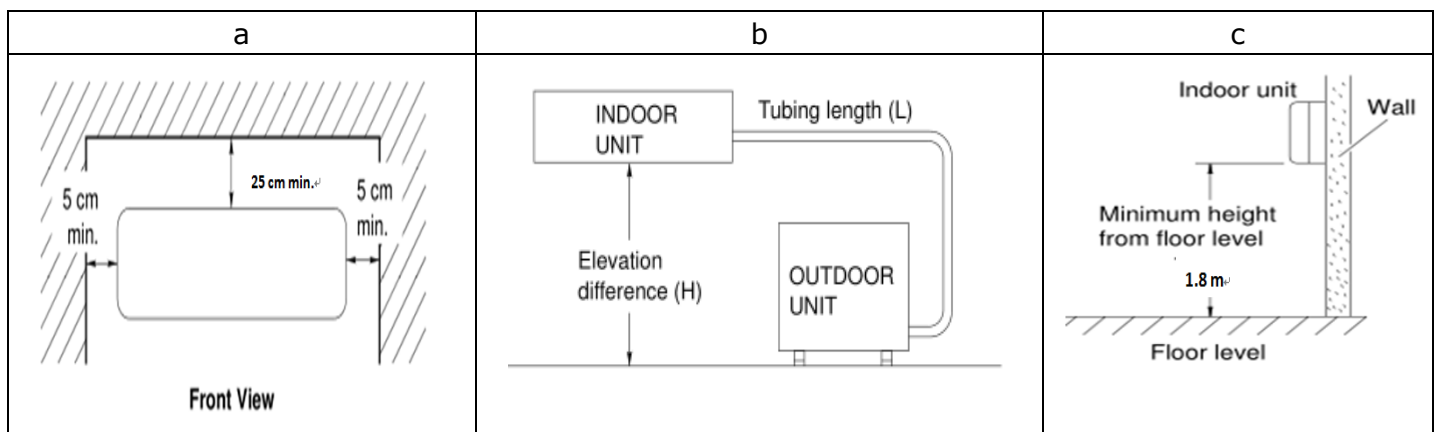 a
b
c
25 cm min.
5 cm
min.
5 cm
min.
Front View
INDOOR
UNIT
Tubing length (L)
Elevation
difference (H)
OUTDOOR
UNIT
Indoor unit
Wall
Minimum height
from floor level
1.8 m
Floor level